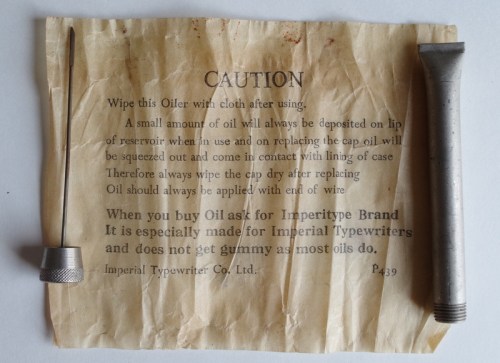 CAUTION
Wipe this Oiler with cloth after using.
A small amount of oil will always be deposited on lip
of reservoir when in use and on replacing the cap oil will
be squeezed out and come in contact with lining of case
Therefore always wipe the cap dry after replacing
Oil should always be applied with end of wire
When you buy Oil ask for Imperitype Brand
It is especially made for Imperial Typewriters
and does not get gummy as most oils do.
Imperial Typewriter Co. Ltd. P439